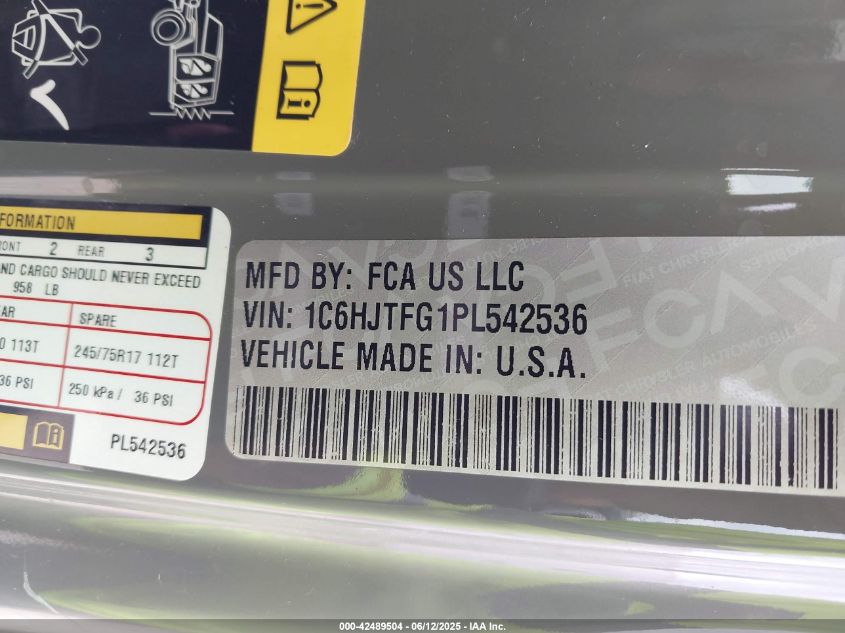 FORMATION
RONT 2 REAR 3
ND CARGO SHOULD NEVER EXCEED
958 LB
AR SPARE
0 113T 245/75R17 112T
36 PSI 250 kPa / 36 PSI
PL542536
MFD BY: FCA US LLC
VIN: 1C6HJTFG1PL542536
VEHICLE MADE IN: U.S.A.
000-42489504 - 06/12/2025 - IAA Inc.